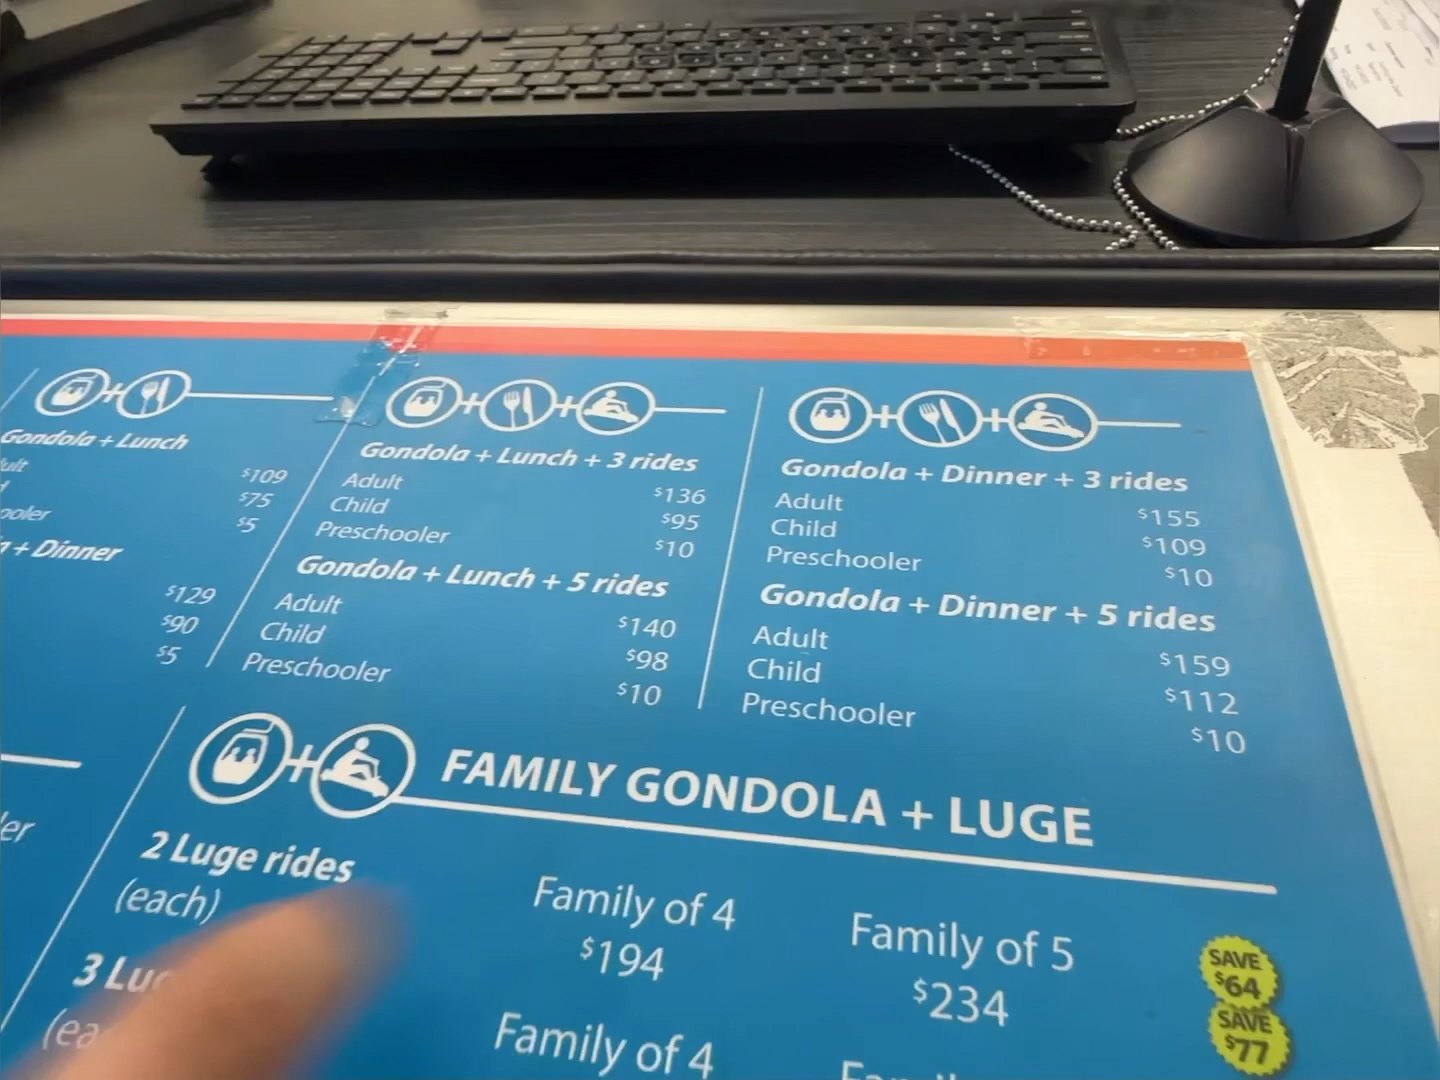 Gondola + Lunch
$109
$75
$5
+ Dinner
$129
$90
$5
Gondola + Lunch + 3 rides
Adult $136
Child $95
Preschooler $10
Gondola + Lunch + 5 rides
Adult $140
Child $98
Preschooler $10
Gondola + Dinner + 3 rides
Adult $155
Child $109
Preschooler $10
Gondola + Dinner + 5 rides
Adult $159
Child $112
Preschooler $10
FAMILY GONDOLA + LUGE
2 Luge rides
(each)
Family of 4
$194
Family of 5
$234
SAVE
$64
3
Family of 4
SAVE
$77